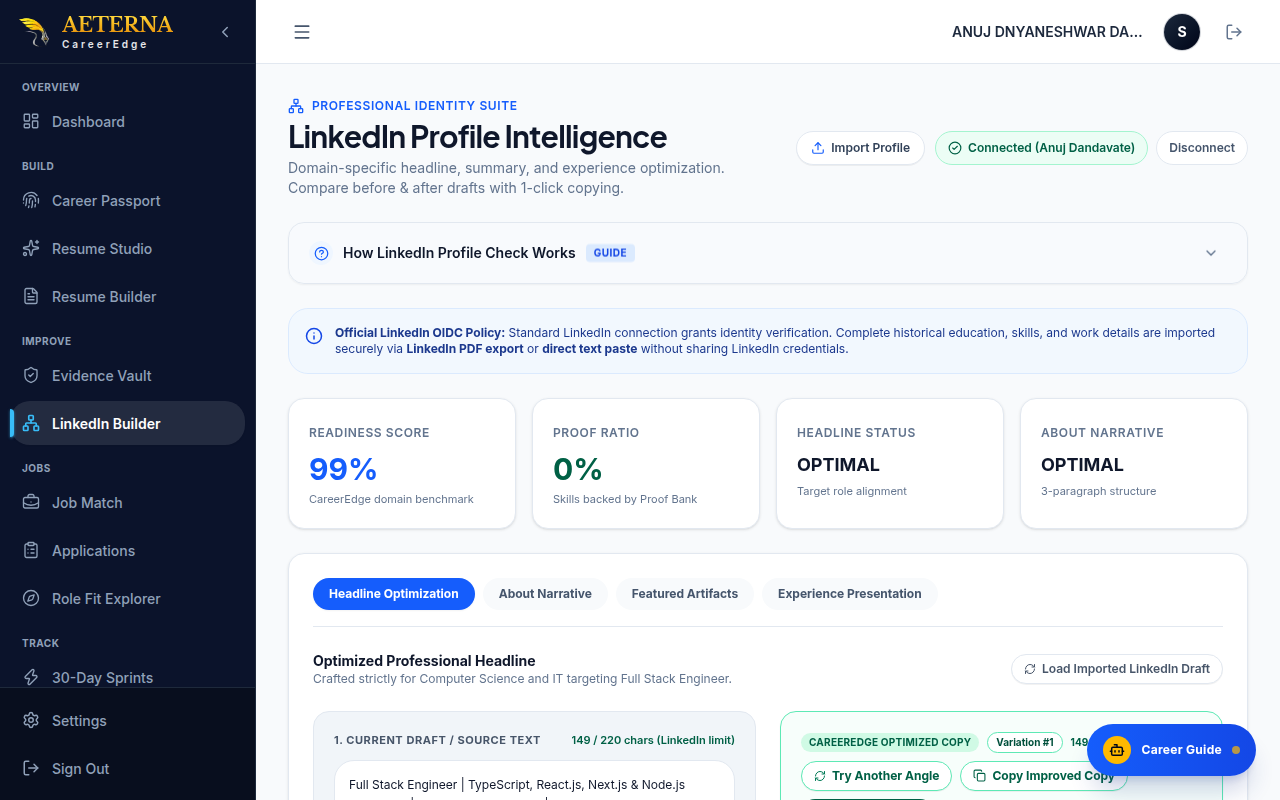 AETERNA
CareerEdge
OVERVIEW
Dashboard
BUILD
Career Passport
Resume Studio
Resume Builder
IMPROVE
Evidence Vault
LinkedIn Builder
JOBS
Job Match
Applications
Role Fit Explorer
TRACK
30-Day Sprints
Settings
Sign Out
ANUJ DNYANESHWAR DA...
S
PROFESSIONAL IDENTITY SUITE
LinkedIn Profile Intelligence
Domain-specific headline, summary, and experience optimization.
Compare before & after drafts with 1-click copying.
Import Profile
Connected (Anuj Dandavate)
Disconnect
How LinkedIn Profile Check Works GUIDE
Official LinkedIn OIDC Policy: Standard LinkedIn connection grants identity verification. Complete historical education, skills, and work details are imported
securely via LinkedIn PDF export or direct text paste without sharing LinkedIn credentials.
READINESS SCORE
99%
CareerEdge domain benchmark
PROOF RATIO
0%
Skills backed by Proof Bank
HEADLINE STATUS
OPTIMAL
Target role alignment
ABOUT NARRATIVE
OPTIMAL
3-paragraph structure
Headline Optimization
About Narrative
Featured Artifacts
Experience Presentation
Optimized Professional Headline
Crafted strictly for Computer Science and IT targeting Full Stack Engineer.
Load Imported LinkedIn Draft
1. CURRENT DRAFT / SOURCE TEXT
149 / 220 chars (LinkedIn limit)
Full Stack Engineer | TypeScript, React.js, Next.js & Node.js
CAREEREDGE OPTIMIZED COPY
Variation #1
149
Try Another Angle
Copy Improved Copy
Career Guide